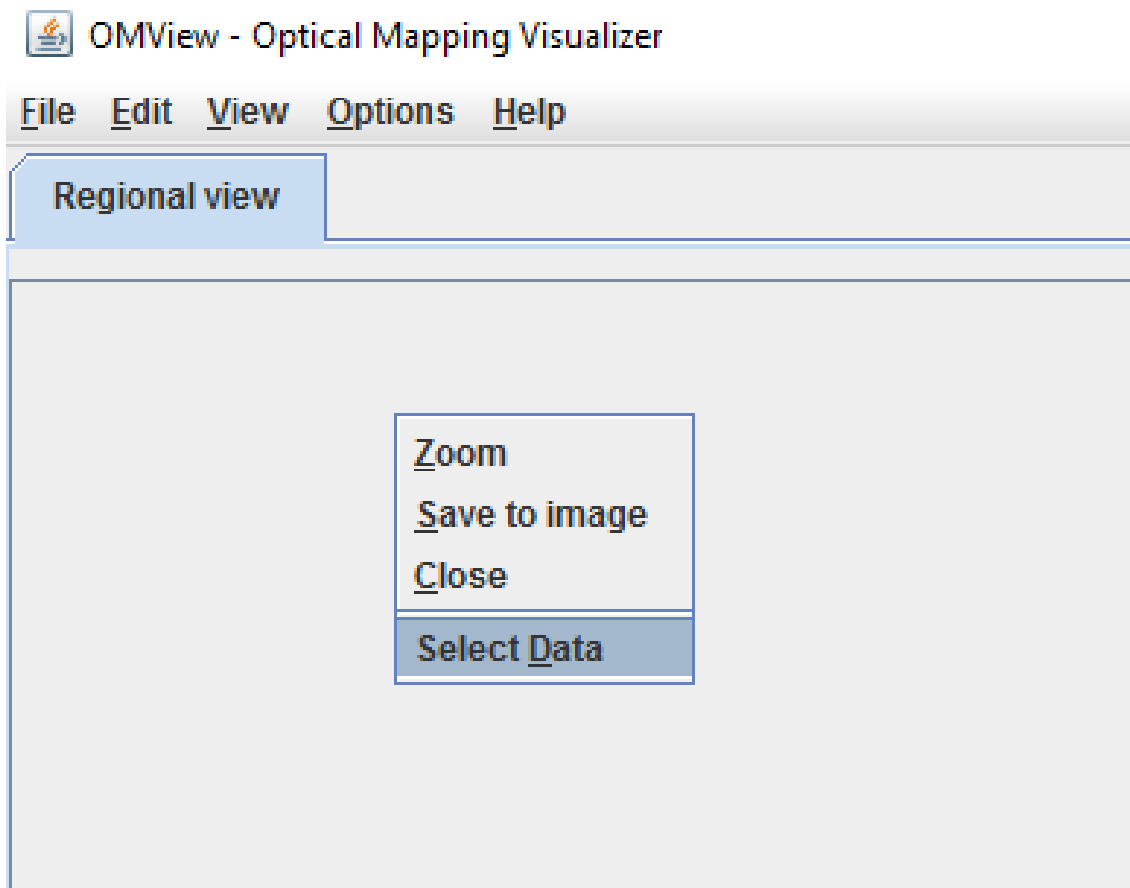 OMView - Optical Mapping Visualizer
File Edit View Options Help
Regional view
Zoom
Save to image
Close
Select Data